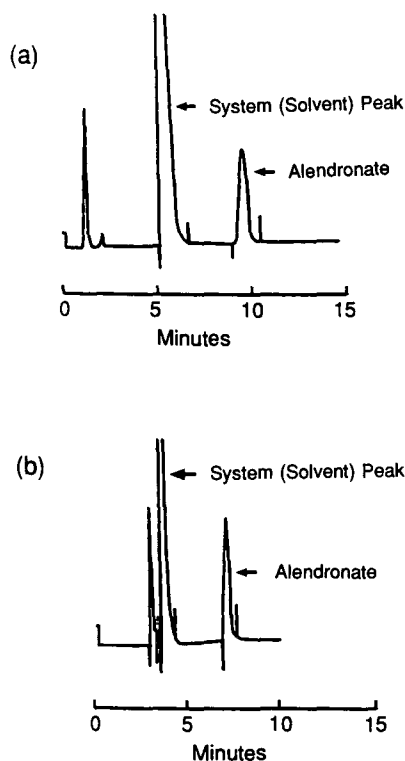 (a)
System (Solvent) Peak
Alendronate
0 5 10 15
Minutes
(b)
System (Solvent) Peak
Alendronate
0 5 10 15
Minutes